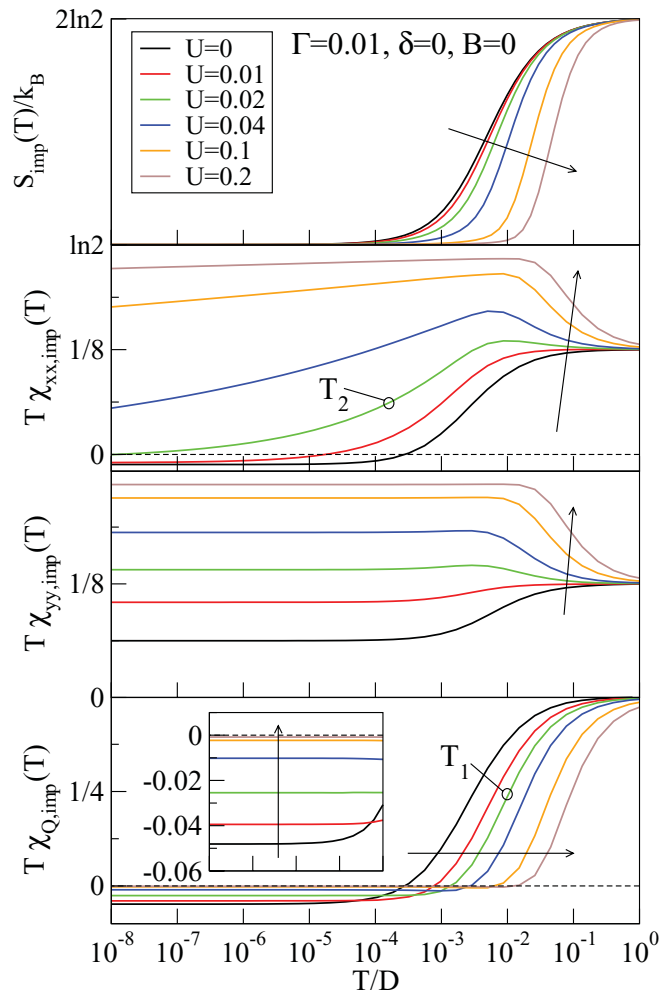 2ln2
Γ=0.01, δ=0, B=0
U=0
U=0.01
U=0.02
U=0.04
U=0.1
U=0.2
S_imp(T)/k_B
ln2
1/8
0
T χ_xx,imp(T)
T_2
1/8
0
T χ_yy,imp(T)
1/4
0
T χ_Q,imp(T)
T_1
0
-0.02
-0.04
-0.06
10^-8 10^-7 10^-6 10^-5 10^-4 10^-3 10^-2 10^-1 10^0
T/D